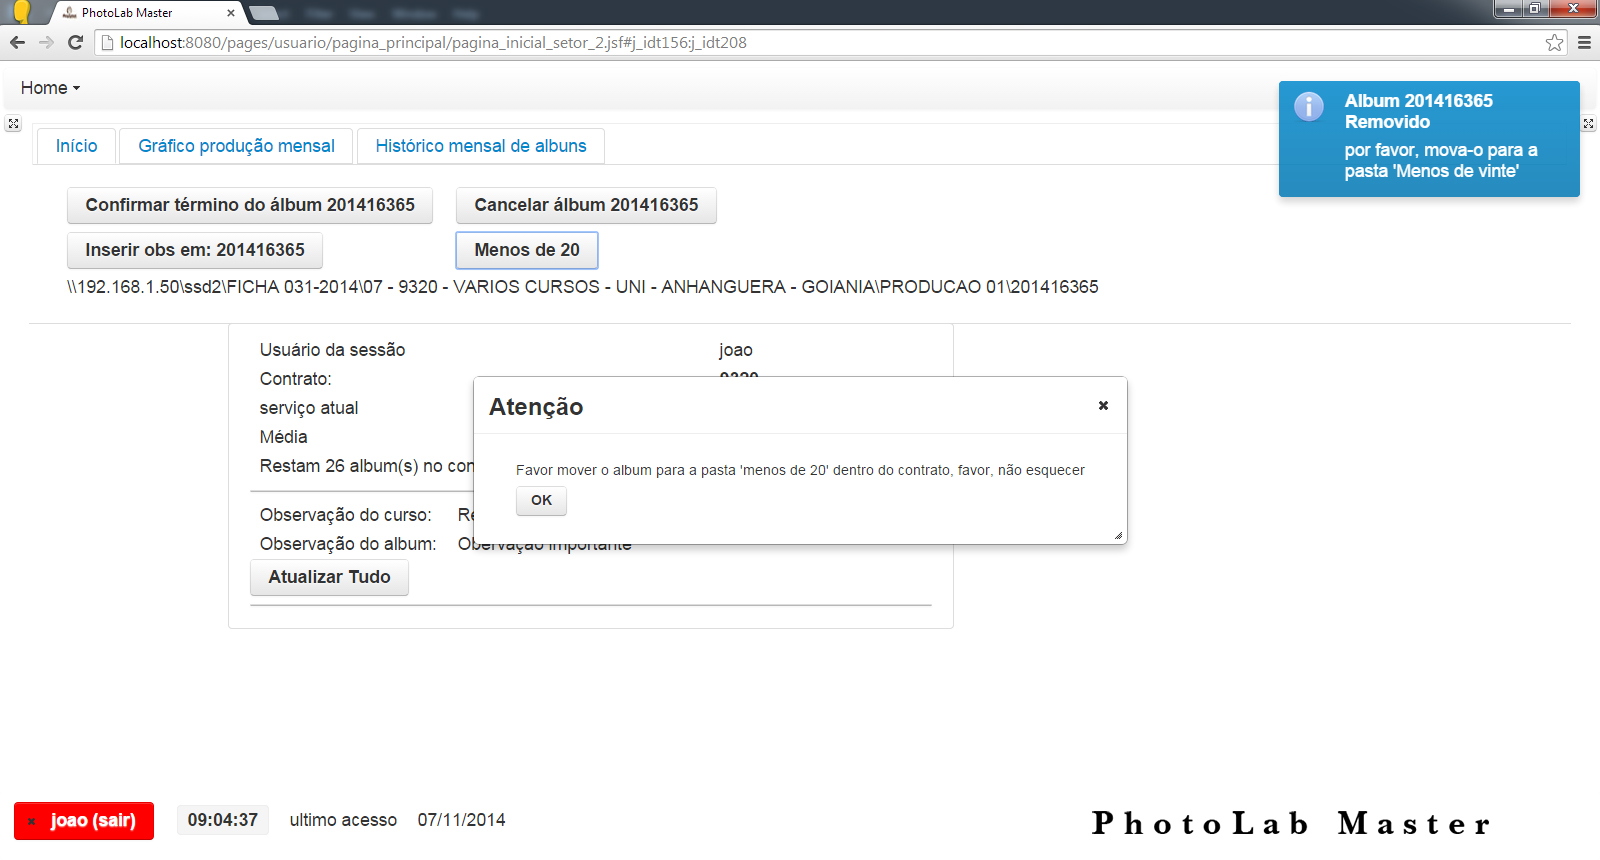 PhotoLab Master
localhost:8080/pages/usuario/pagina_principal/pagina_inicial_setor_2.jsf#j_idt156:j_idt208
Home
Album 201416365
Removido
por favor, mova-o para a
pasta 'Menos de vinte'
Início
Gráfico produção mensal
Histórico mensal de albuns
Confirmar término do álbum 201416365
Cancelar álbum 201416365
Inserir obs em: 201416365
Menos de 20
\\192.168.1.50\ssd2\FICHA 031-2014\07 - 9320 - VARIOS CURSOS - UNI - ANHANGUERA - GOIANIA\PRODUCAO 01\201416365
Usuário da sessão joao
Contrato: 9320
serviço atual
Média
Restam 26 album(s) no
Atenção
Favor mover o album para a pasta 'menos de 20' dentro do contrato, favor, não esquecer
OK
Observação do curso:
Observação do album: Obervação importante
Atualizar Tudo
joao (sair)
09:04:37
ultimo acesso 07/11/2014
PhotoLab Master